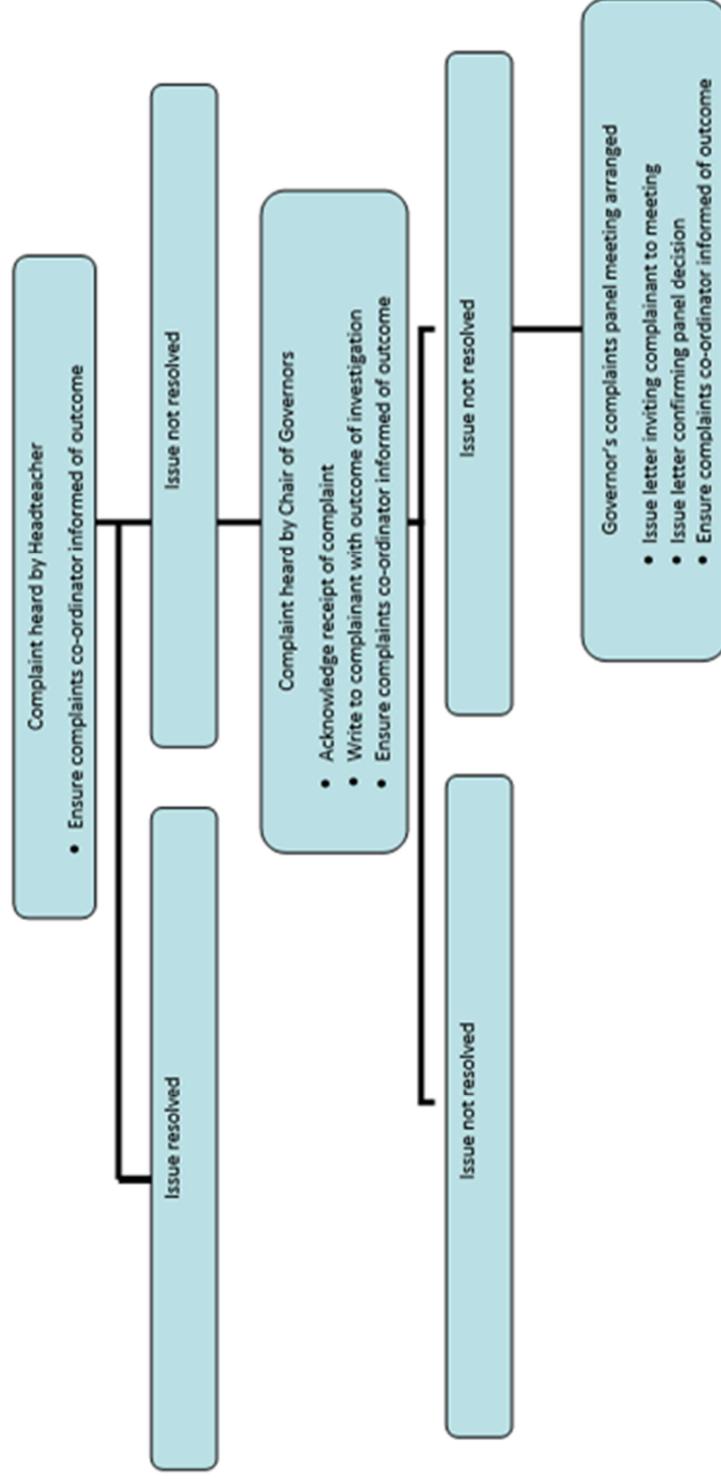 Complaint heard by Headteacher
• Ensure complaints co-ordinator informed of outcome
Issue resolved
Issue not resolved
Complaint heard by Chair of Governors
• Acknowledge receipt of complaint
• Write to complainant with outcome of investigation
• Ensure complaints co-ordinator informed of outcome
Issue not resolved
Issue not resolved
Governor's complaints panel meeting arranged
• Issue letter inviting complainant to meeting
• Issue letter confirming panel decision
• Ensure complaints co-ordinator informed of outcome